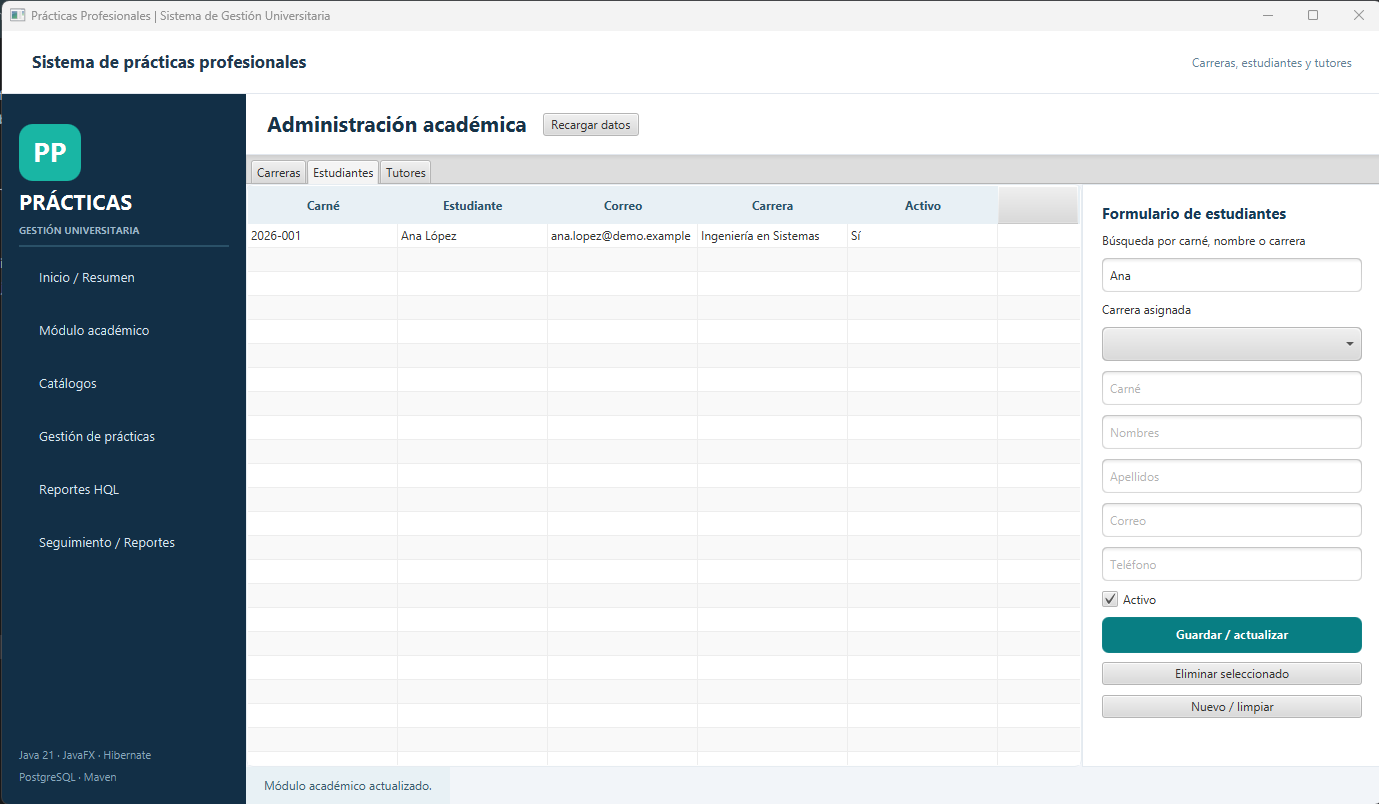 Prácticas Profesionales | Sistema de Gestión Universitaria
Sistema de prácticas profesionales
Carreras, estudiantes y tutores
PP
PRÁCTICAS
GESTIÓN UNIVERSITARIA
Inicio / Resumen
Módulo académico
Catálogos
Gestión de prácticas
Reportes HQL
Seguimiento / Reportes
Java 21 · JavaFX · Hibernate
PostgreSQL · Maven
Administración académica
Recargar datos
Carreras Estudiantes Tutores
Carné Estudiante Correo Carrera Activo
2026-001 Ana López ana.lopez@demo.example Ingeniería en Sistemas Sí
Formulario de estudiantes
Búsqueda por carné, nombre o carrera
Ana
Carrera asignada
Carné
Nombres
Apellidos
Correo
Teléfono
Activo
Guardar / actualizar
Eliminar seleccionado
Nuevo / limpiar
Módulo académico actualizado.